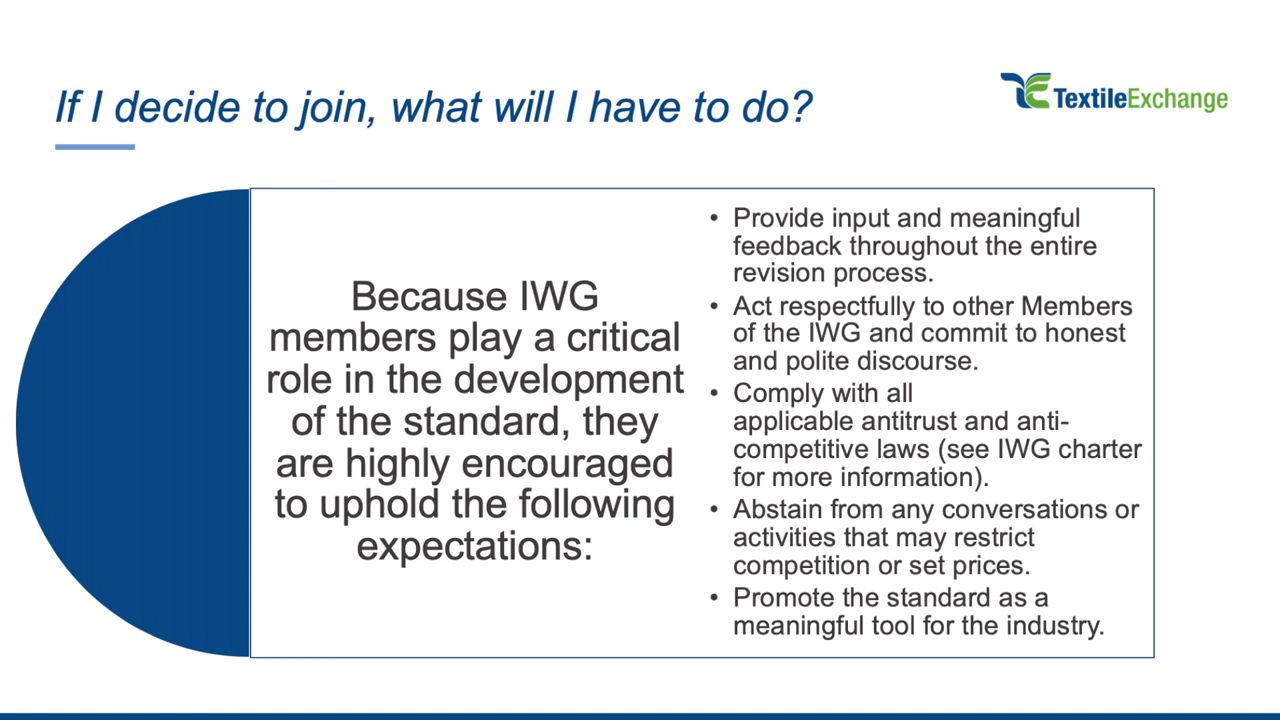 If I decide to join, what will I have to do?
TextileExchange
Because IWG
members play a critical
role in the development
of the standard, they
are highly encouraged
to uphold the following
expectations:
• Provide input and meaningful
feedback throughout the entire
revision process.
• Act respectfully to other Members
of the IWG and commit to honest
and polite discourse.
• Comply with all
applicable antitrust and anti-
competitive laws (see IWG charter
for more information).
• Abstain from any conversations or
activities that may restrict
competition or set prices.
• Promote the standard as a
meaningful tool for the industry.